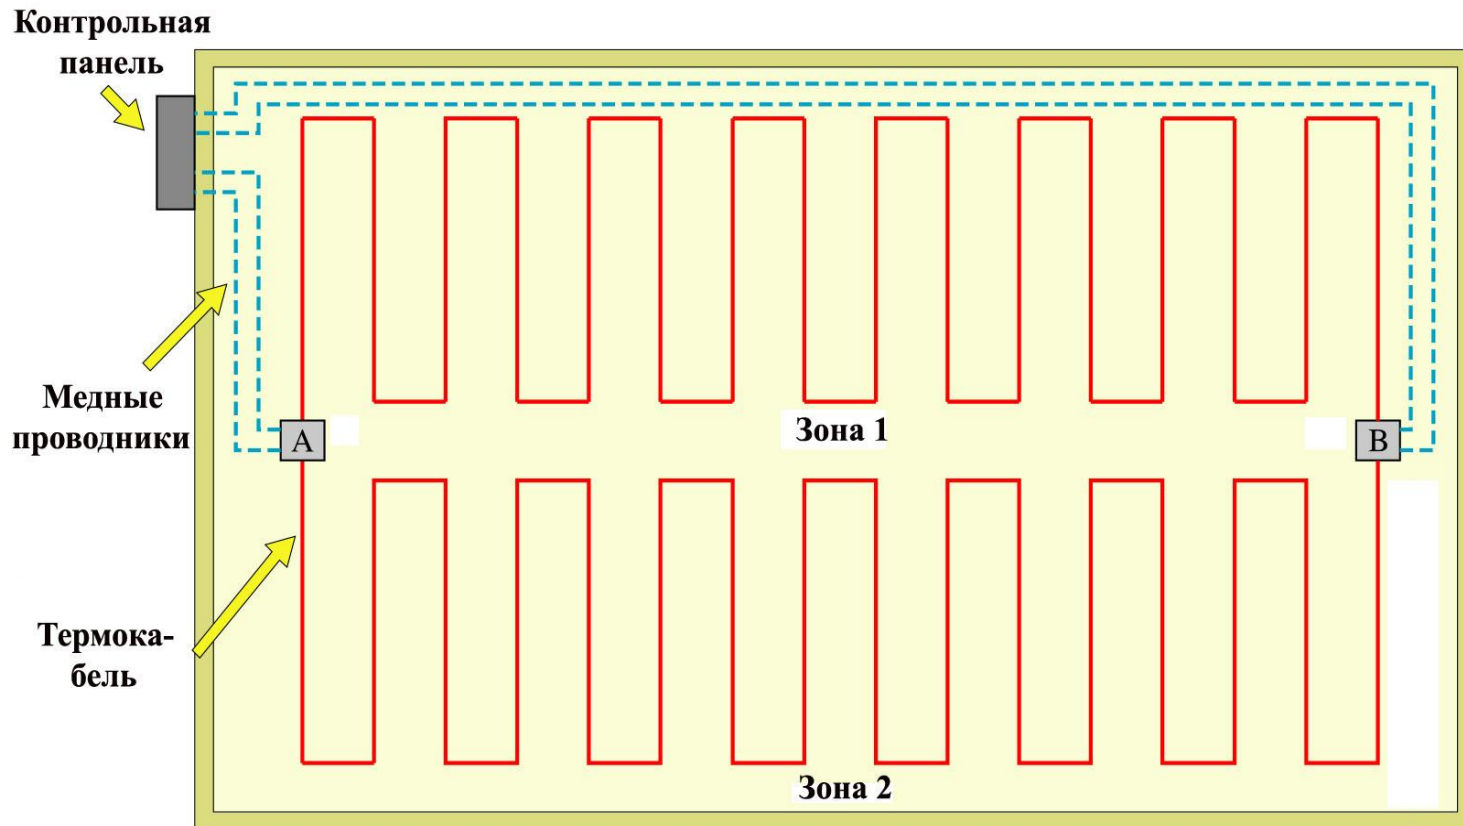 Контрольная
панель
Медные
проводники
A
Зона 1
B
Термока-
бель
Зона 2